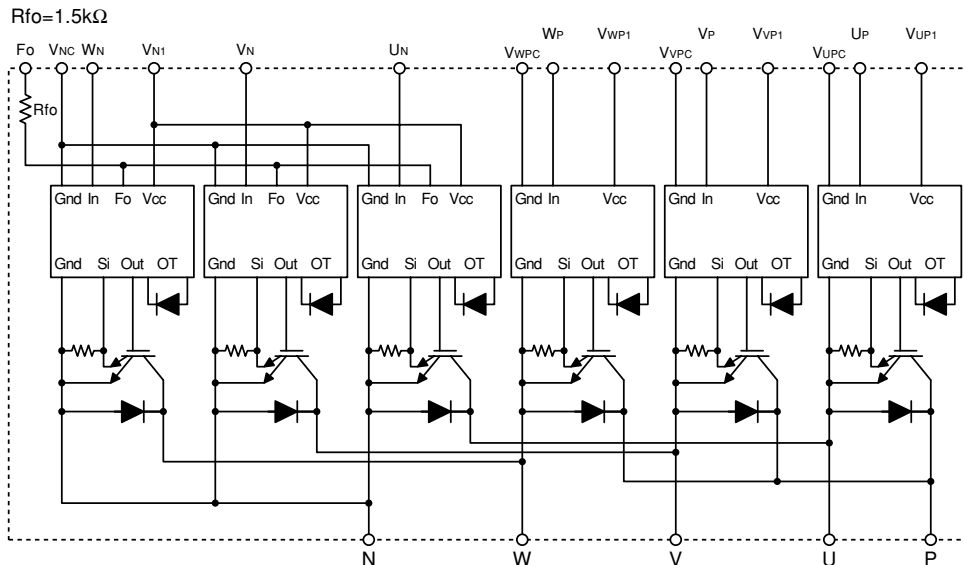 Rfo=1.5kΩ
WP VWP1 VP VVP1 UP VUP1
Fo VNC WN VN1 VN UN VWPC VVPC VUPC
Rfo
Gnd In Fo Vcc Gnd In Fo Vcc Gnd In Fo Vcc Gnd In Vcc Gnd In Vcc Gnd In Vcc
Gnd Si Out OT Gnd Si Out OT Gnd Si Out OT Gnd Si Out OT Gnd Si Out OT Gnd Si Out OT
N W V U P